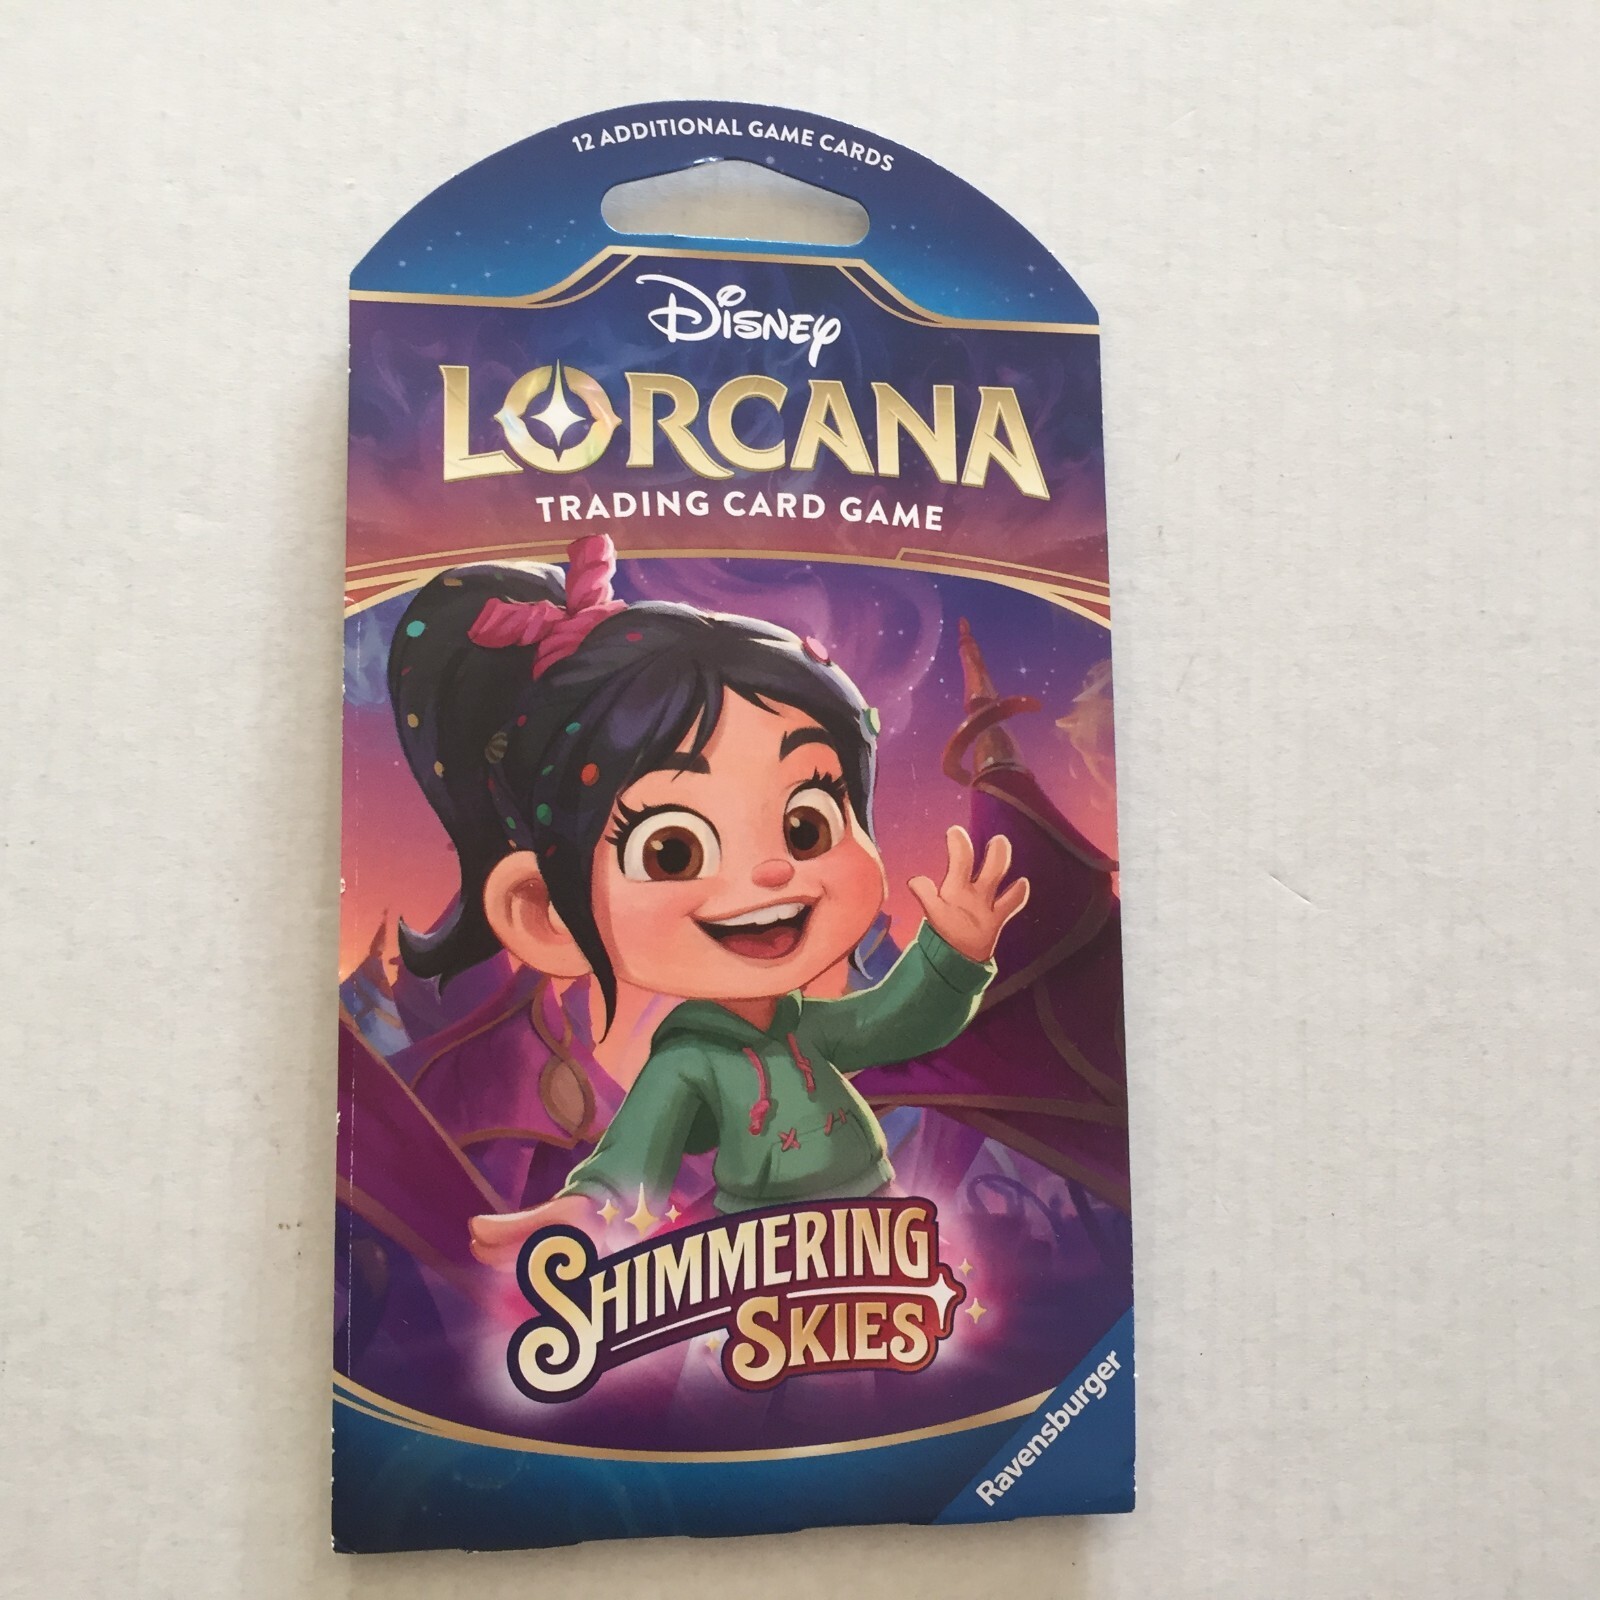 12 ADDITIONAL GAME CARDS
DISNEY
LORCANA
TRADING CARD GAME
SHIMMERING
SKIES
Ravensburger